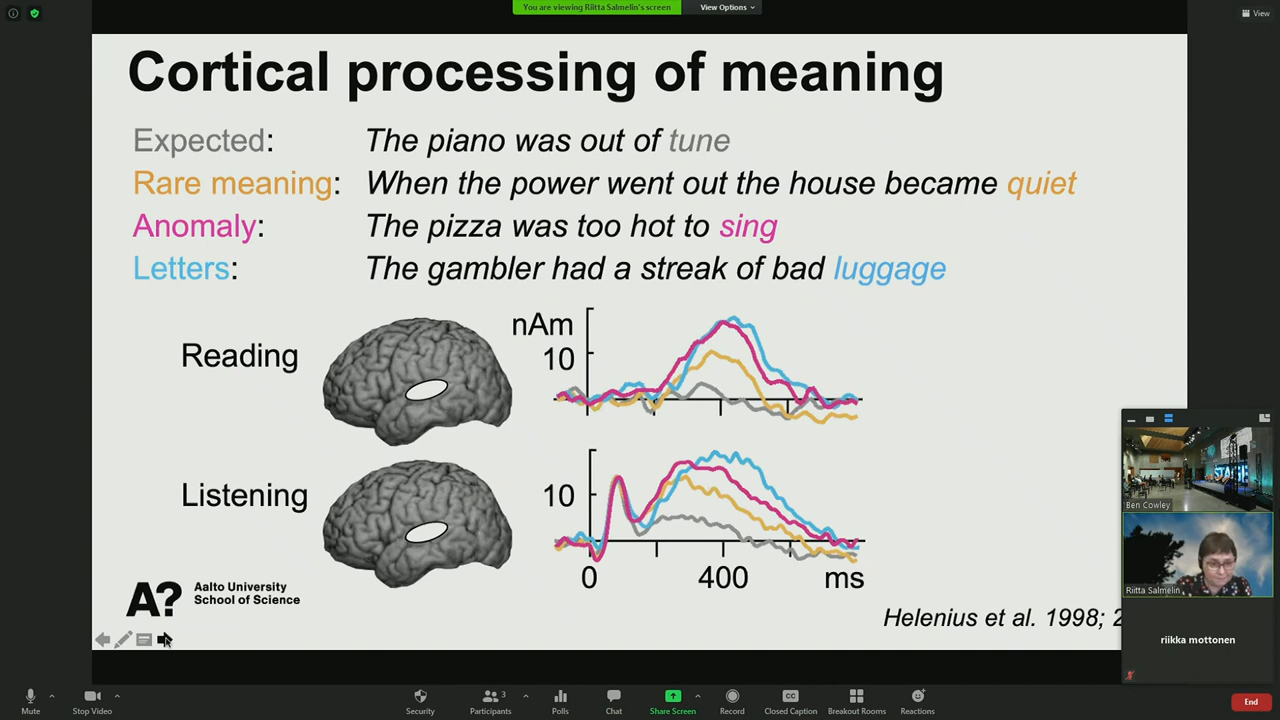 You are viewing Riitta Salmelin's screen
View Options
View
Cortical processing of meaning
Expected: The piano was out of tune
Rare meaning: When the power went out the house became quiet
Anomaly: The pizza was too hot to sing
Letters: The gambler had a streak of bad luggage
Reading
nAm
10
Listening
10
0 400 ms
A?
Aalto University
School of Science
Helenius et al. 1998; 2
Ben Cowley
Riitta Salmelin
riikka mottonen
Mute
Stop Video
Security
Participants 3
Polls
Chat
Share Screen
Record
CC
Closed Caption
Breakout Rooms
Reactions
End